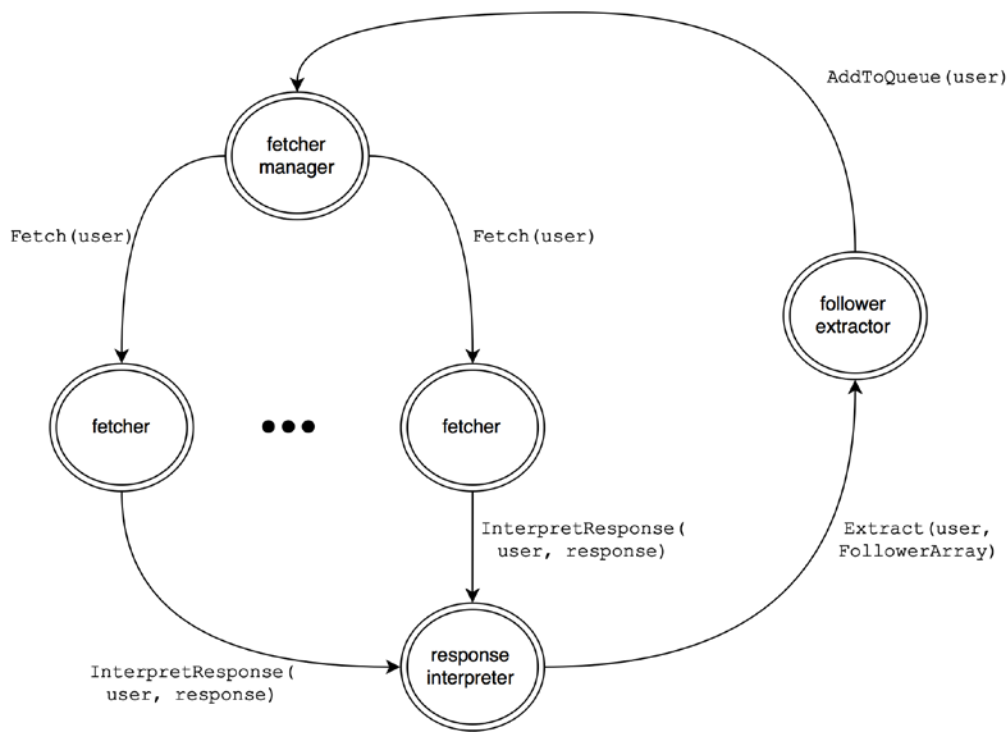 AddToQueue(user)
fetcher
manager
Fetch(user)
Fetch(user)
follower
extractor
fetcher
fetcher
InterpretResponse(
user, response)
Extract(user,
FollowerArray)
InterpretResponse(
user, response)
response
interpreter